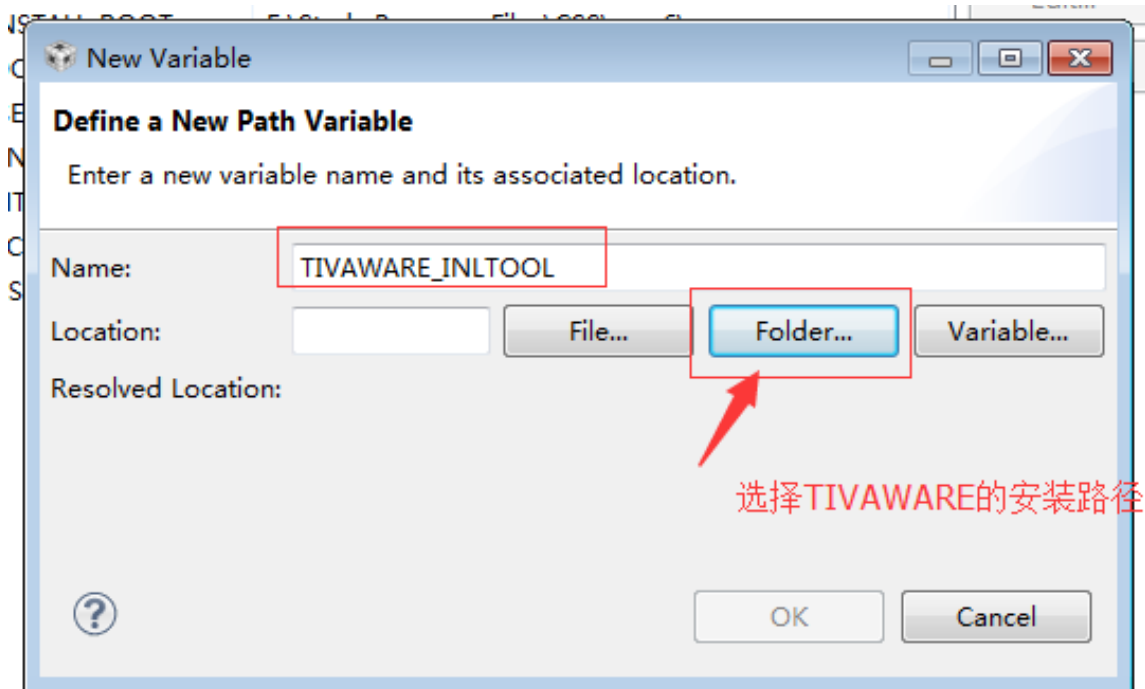 New Variable
Define a New Path Variable
Enter a new variable name and its associated location.
Name: TIVAWARE_INLTOOL
Location: File... Folder... Variable...
Resolved Location:
选择TIVAWARE的安装路径
? OK Cancel